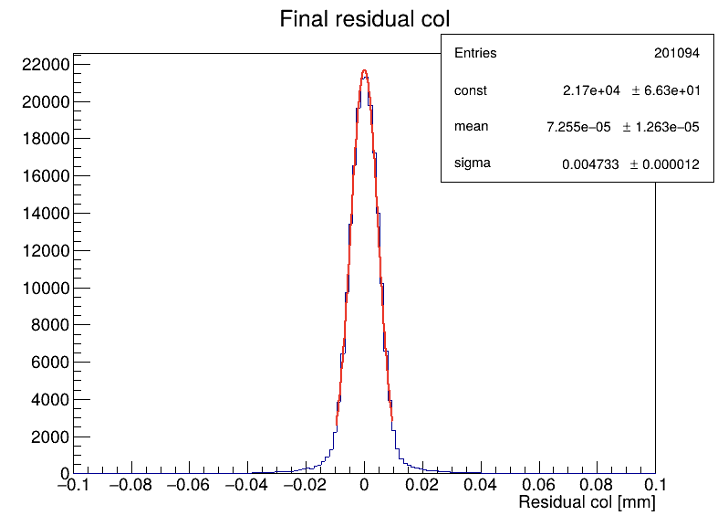 Final residual col
Entries 201094
const 2.17e+04 ± 6.63e+01
mean 7.255e−05 ± 1.263e−05
sigma 0.004733 ± 0.000012
22000
20000
18000
16000
14000
12000
10000
8000
6000
4000
2000
0
−0.1 −0.08 −0.06 −0.04 −0.02 0 0.02 0.04 0.06 0.08 0.1
Residual col [mm]